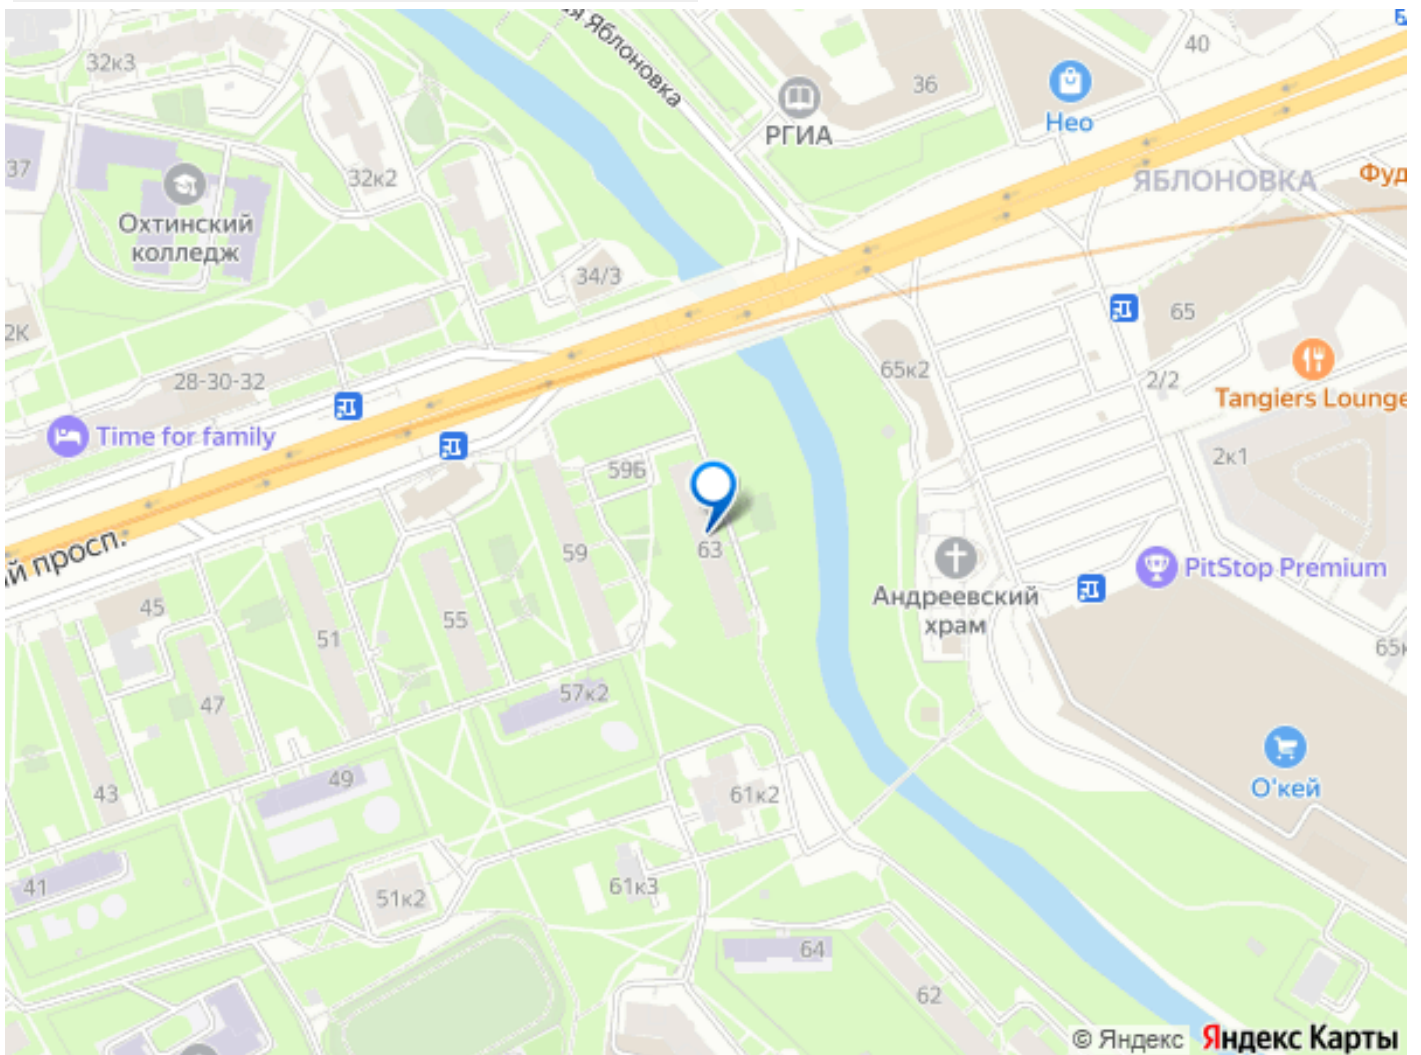 32к3
я Яблоновка
40
36
Нео
РГИА
37
32к2
ЯБЛОНОВКА
Фуд
Охтинский
колледж
34/3
2К
65
28-30-32
65к2
2/2
Tangiers Lounge
Time for family
59Б
2к1
й просп.
59
63
PitStop Premium
Андреевский
храм
45
51
55
65к
47
57к2
49
43
61к2
О'кей
41
51к2
61к3
64
62
© Яндекс
Яндекс Карты